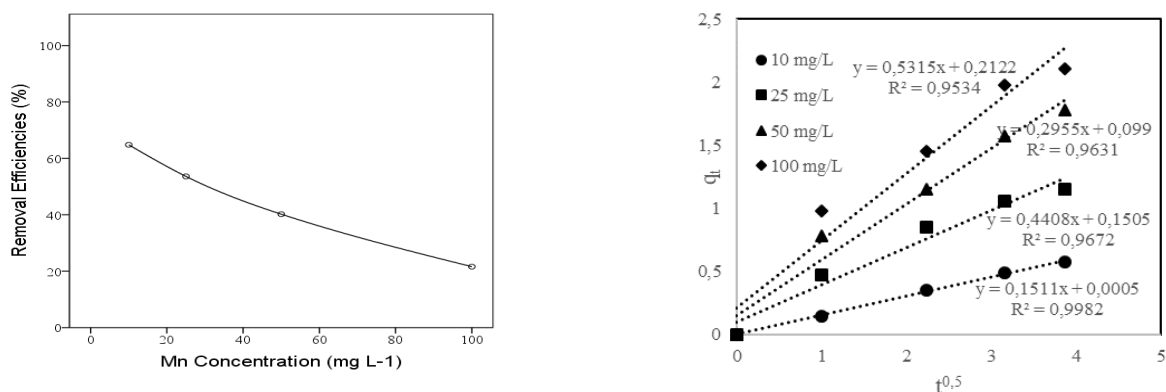 100
80
60
40
20
0
Removal Efficiencies (%)
0 20 40 60 80 100
Mn Concentration (mg L-1)
2,5
2
1,5
1
0,5
0
qt
10 mg/L
25 mg/L
50 mg/L
100 mg/L
y = 0,5315x + 0,2122
R² = 0,9534
y = 0,2955x + 0,099
R² = 0,9631
y = 0,4408x + 0,1505
R² = 0,9672
y = 0,1511x + 0,0005
R² = 0,9982
0 1 2 3 4 5
t0,5